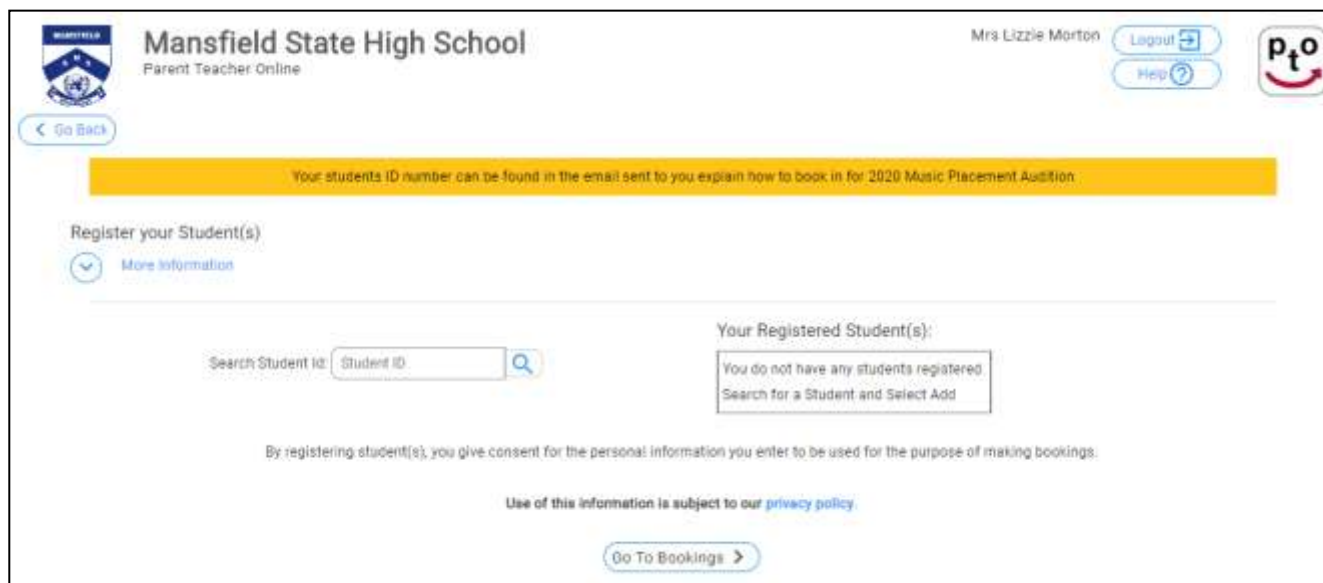 MANSFIELD
Mansfield State High School
Parent Teacher Online
Mrs Lizzie Morton
Logout
Help ?
pto
Go Back
Your students ID number can be found in the email sent to you explain how to book in for 2020 Music Placement Audition
Register your Student(s)
More Information
Search Student Id: Student ID
Your Registered Student(s):
You do not have any students registered
Search for a Student and Select Add
By registering student(s), you give consent for the personal information you enter to be used for the purpose of making bookings.
Use of this information is subject to our privacy policy.
Go To Bookings